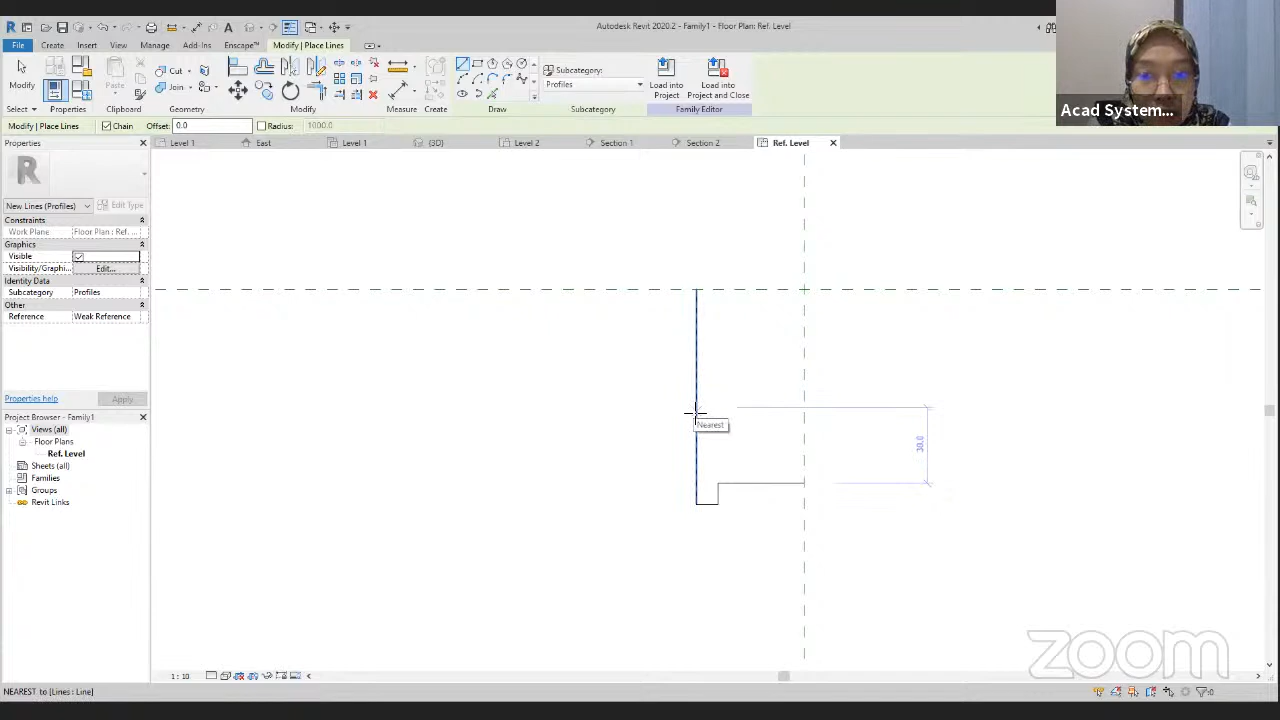 Autodesk Revit 2020.2 - Family1 - Floor Plan: Ref. Level
File Create Insert View Manage Add-Ins Enscape™ Modify | Place Lines
Modify Paste Cut Join Subcategory: Profiles Load into Project Load into Project and Close
Select Properties Clipboard Geometry Modify Measure Create Draw Subcategory Family Editor
Acad System...
Modify | Place Lines Chain Offset: 0.0 Radius: 1000.0
Properties
Level 1 East Level 1 (3D) Level 2 Section 1 Section 2 Ref. Level
New Lines (Profiles) Edit Type
Constraints
Work Plane Floor Plan : Ref. ...
Graphics
Visible
Visibility/Graphi... Edit...
Identity Data
Subcategory Profiles
Other
Reference Weak Reference
Properties help Apply
Project Browser - Family1
Views (all)
Floor Plans
Ref. Level
Sheets (all)
Families
Groups
Revit Links
Nearest
30.0
zoom
1 : 10
NEAREST to [Lines : Line]
:0